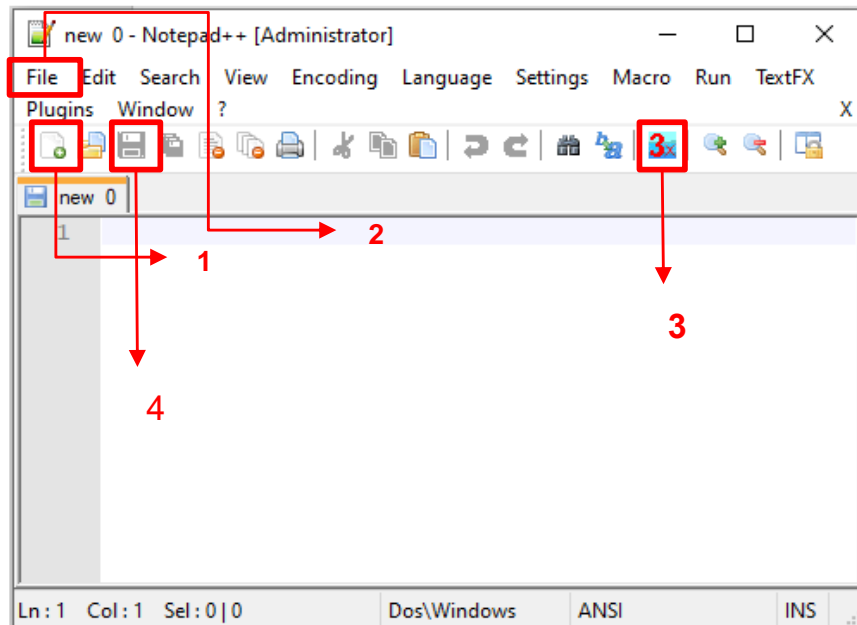 new 0 - Notepad++ [Administrator]
File Edit Search View Encoding Language Settings Macro Run TextFX
Plugins Window ? X
3x
new 0
1
2
1
3
4
Ln : 1 Col : 1 Sel : 0 | 0 Dos\Windows ANSI INS